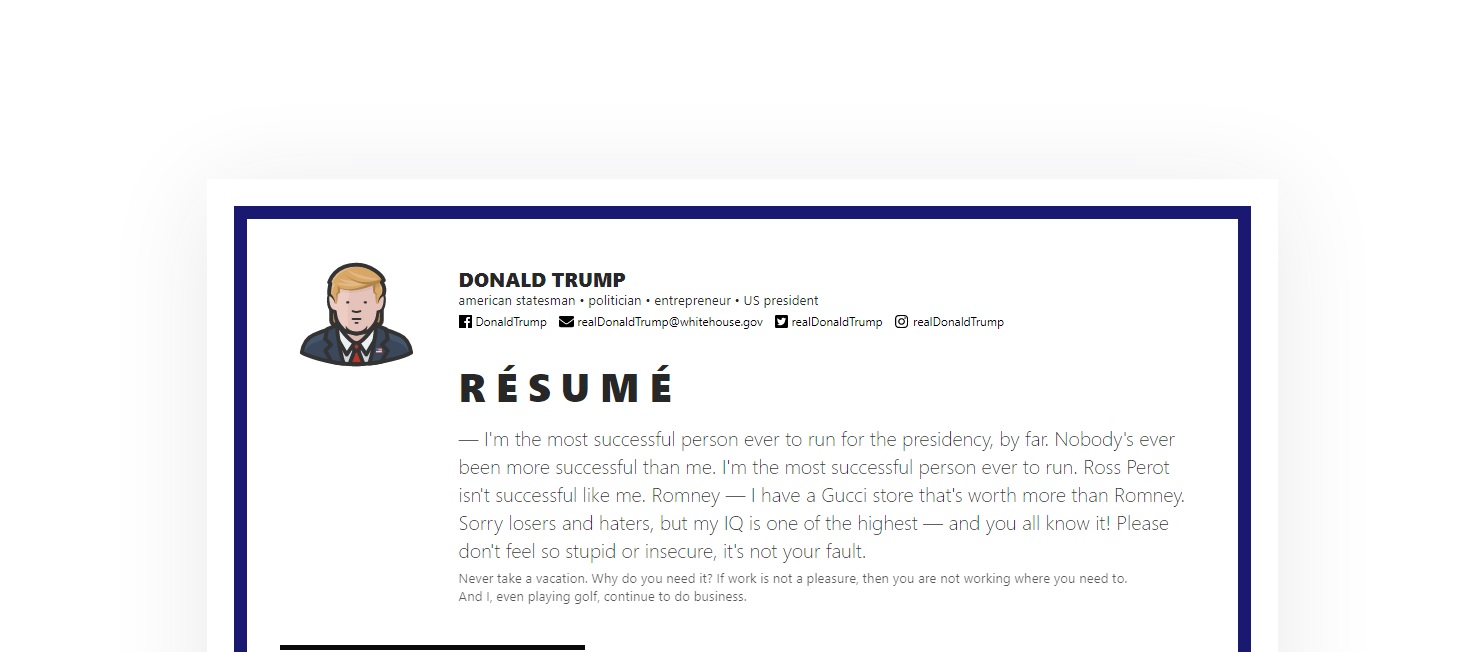 DONALD TRUMP
american statesman • politician • entrepreneur • US president
DonaldTrump realDonaldTrump@whitehouse.gov realDonaldTrump realDonaldTrump
RÉSUMÉ
— I'm the most successful person ever to run for the presidency, by far. Nobody's ever
been more successful than me. I'm the most successful person ever to run. Ross Perot
isn't successful like me. Romney — I have a Gucci store that's worth more than Romney.
Sorry losers and haters, but my IQ is one of the highest — and you all know it! Please
don't feel so stupid or insecure, it's not your fault.
Never take a vacation. Why do you need it? If work is not a pleasure, then you are not working where you need to.
And I, even playing golf, continue to do business.